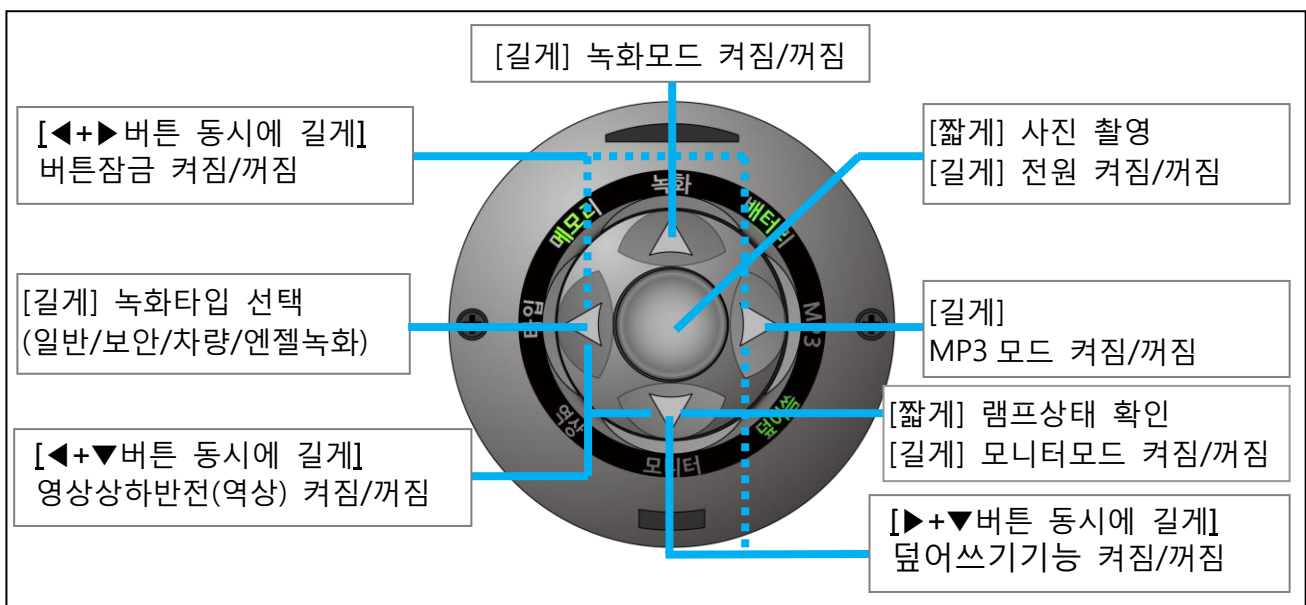 [길게] 녹화모드 켜짐/꺼짐
[◀+▶버튼 동시에 길게]
버튼잠금 켜짐/꺼짐
[짧게] 사진 촬영
[길게] 전원 켜짐/꺼짐
녹화
메모리
배터리
[길게] 녹화타입 선택
(일반/보안/차량/엔젤녹화)
타입
MP3
[길게]
MP3 모드 켜짐/꺼짐
역상
덮어씀
모니터
[짧게] 램프상태 확인
[길게] 모니터모드 켜짐/꺼짐
[◀+▼버튼 동시에 길게]
영상상하반전(역상) 켜짐/꺼짐
[▶+▼버튼 동시에 길게]
덮어쓰기기능 켜짐/꺼짐